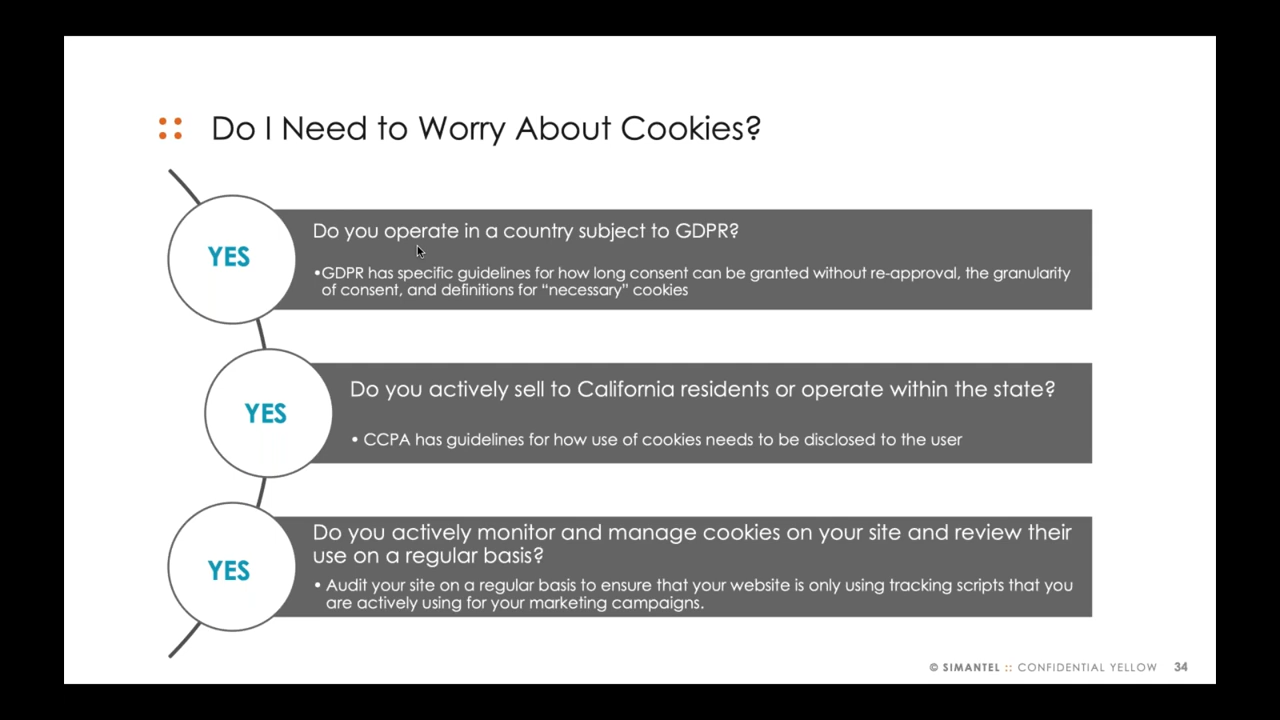 Do I Need to Worry About Cookies?
YES
Do you operate in a country subject to GDPR?
•GDPR has specific guidelines for how long consent can be granted without re-approval, the granularity
of consent, and definitions for “necessary” cookies
YES
Do you actively sell to California residents or operate within the state?
• CCPA has guidelines for how use of cookies needs to be disclosed to the user
YES
Do you actively monitor and manage cookies on your site and review their
use on a regular basis?
• Audit your site on a regular basis to ensure that your website is only using tracking scripts that you
are actively using for your marketing campaigns.
© SIMANTEL :: CONFIDENTIAL YELLOW 34